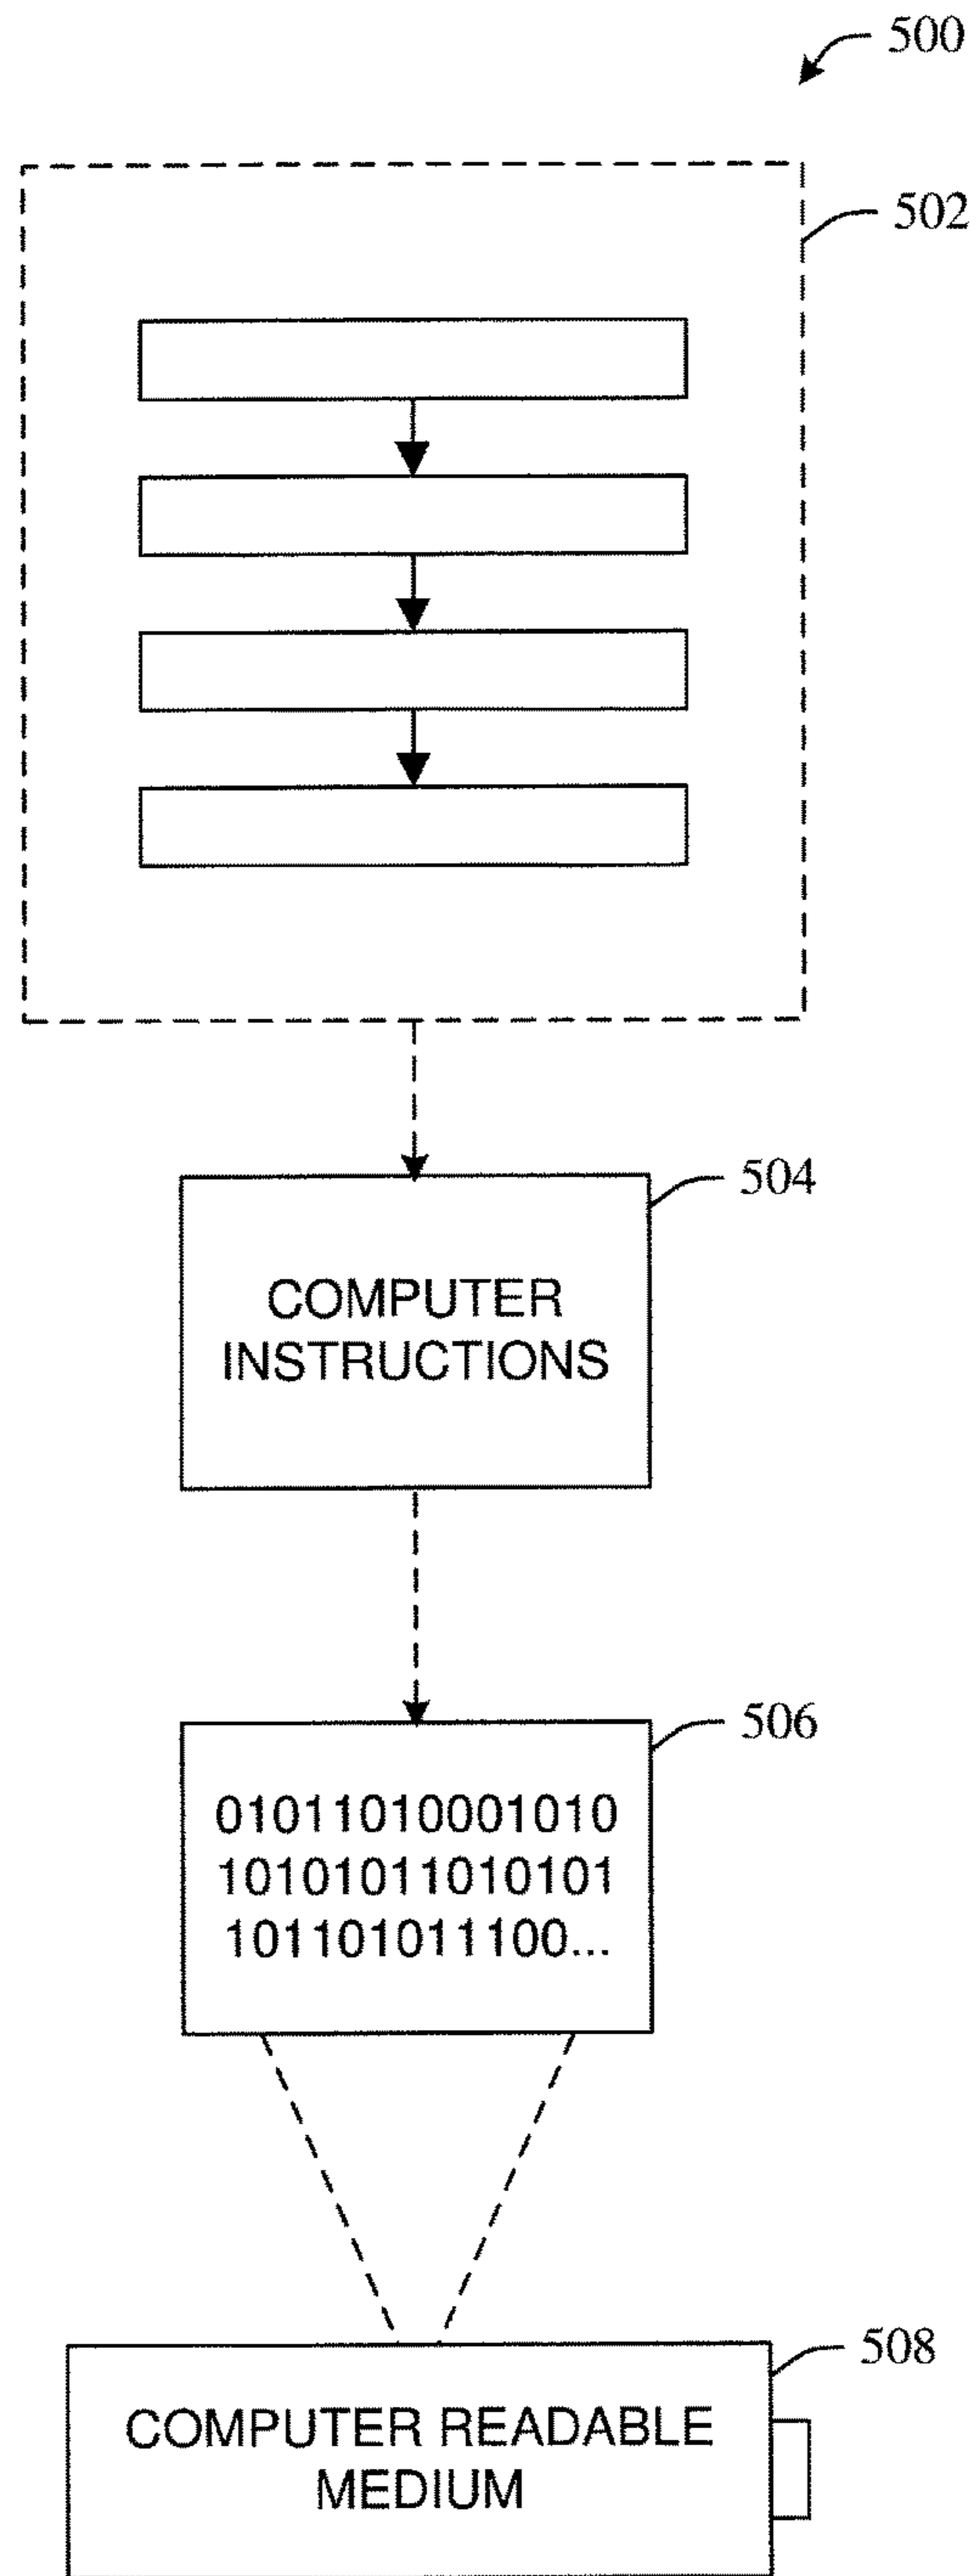 500
502
504
COMPUTER
INSTRUCTIONS
506
01011010001010
10101011010101
101101011100...
508
COMPUTER READABLE
MEDIUM